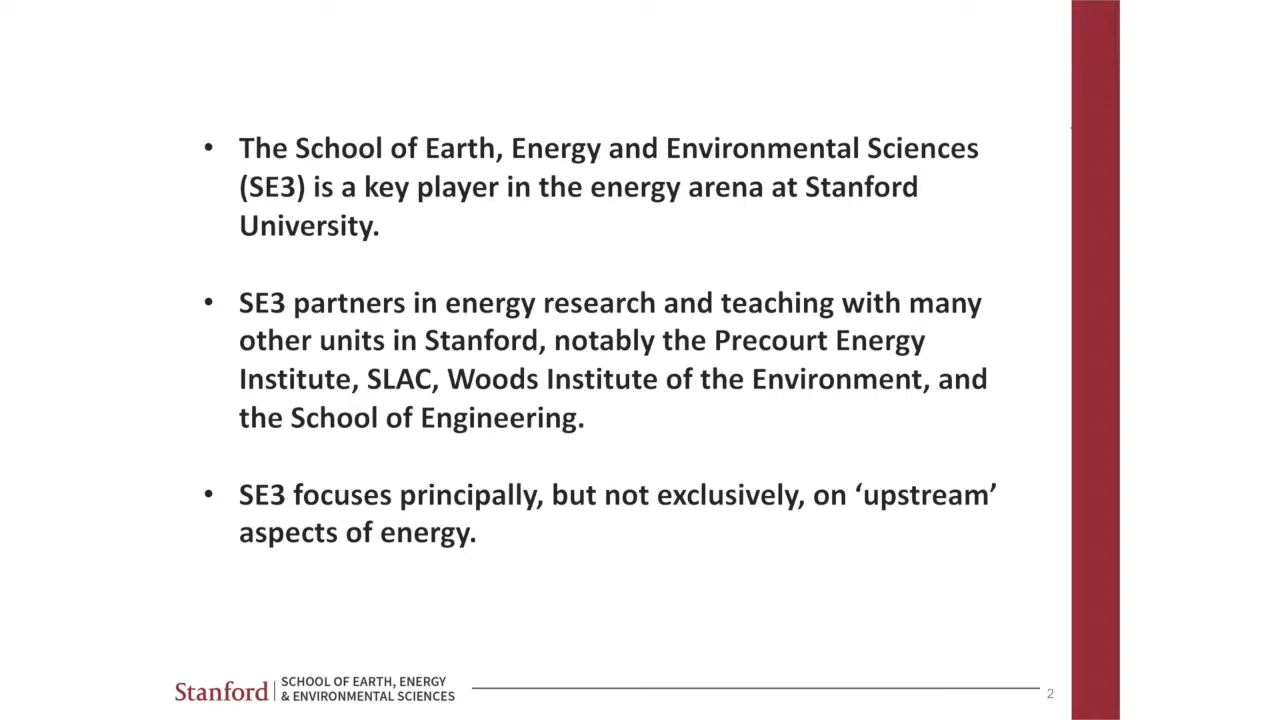 • The School of Earth, Energy and Environmental Sciences
(SE3) is a key player in the energy arena at Stanford
University.
• SE3 partners in energy research and teaching with many
other units in Stanford, notably the Precourt Energy
Institute, SLAC, Woods Institute of the Environment, and
the School of Engineering.
• SE3 focuses principally, but not exclusively, on ‘upstream’
aspects of energy.
Stanford
SCHOOL OF EARTH, ENERGY
& ENVIRONMENTAL SCIENCES
2